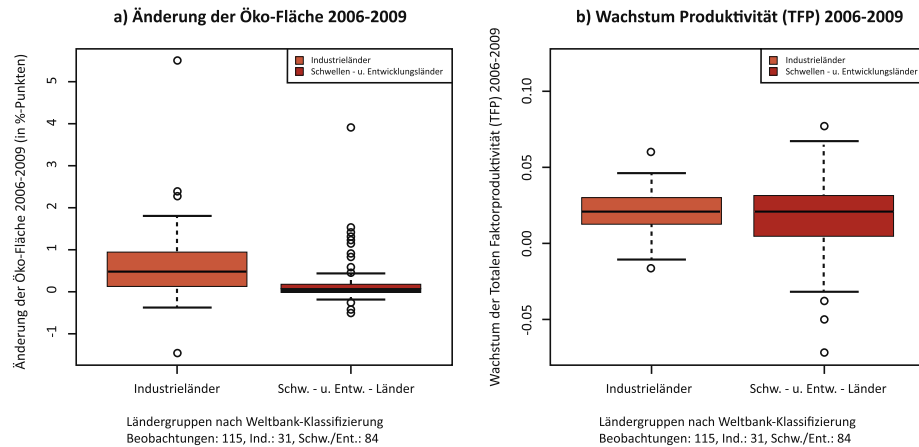 a) Änderung der Öko-Fläche 2006-2009
Änderung der Öko-Fläche 2006-2009 (in %-Punkten)
5
4
3
2
1
0
-1
Industrieländer
Schwellen - u. Entwicklungsländer
Industrieländer
Schw. - u. Entw. - Länder
Ländergruppen nach Weltbank-Klassifizierung
Beobachtungen: 115, Ind.: 31, Schw./Ent.: 84
b) Wachstum Produktivität (TFP) 2006-2009
Wachstum der Totalen Faktorproduktivität (TFP) 2006-2009
0.10
0.05
0.00
-0.05
Industrieländer
Schwellen - u. Entwicklungsländer
Industrieländer
Schw. - u. Entw. - Länder
Ländergruppen nach Weltbank-Klassifizierung
Beobachtungen: 115, Ind.: 31, Schw./Ent.: 84